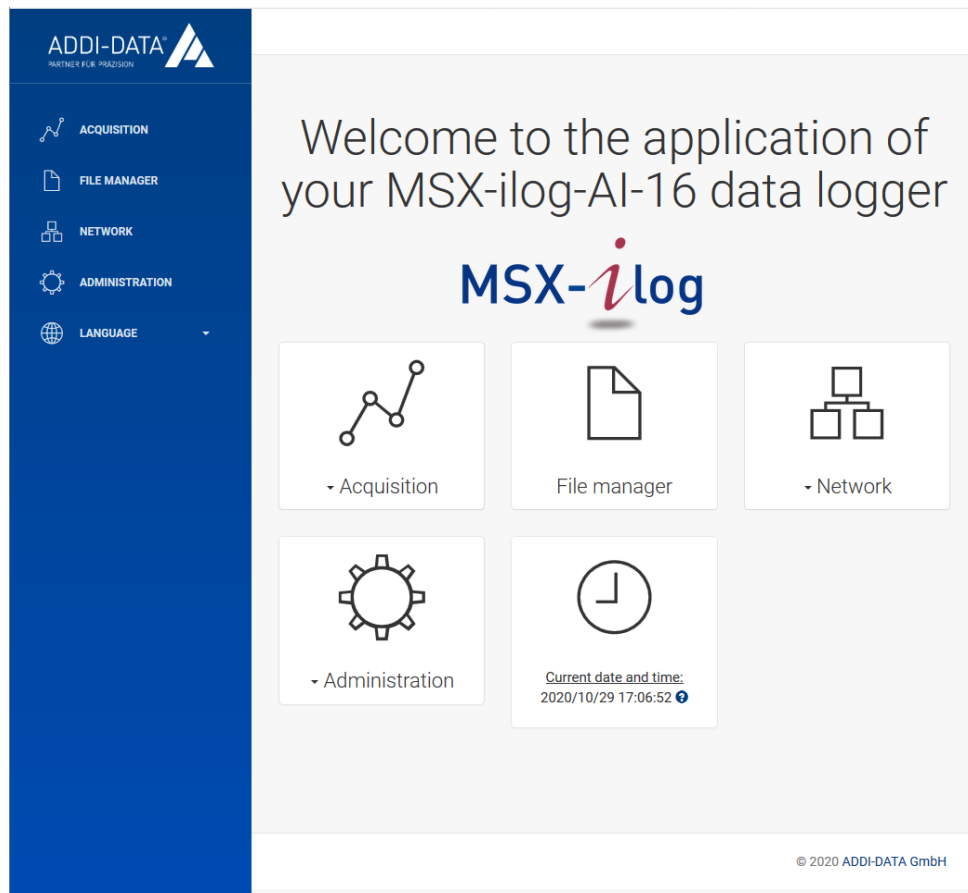 ADDI-DATA®
PARTNER FÜR PRÄZISION
ACQUISITION
FILE MANAGER
NETWORK
ADMINISTRATION
LANGUAGE
Welcome to the application of
your MSX-ilog-AI-16 data logger
MSX-ilog
Acquisition
File manager
Network
Administration
Current date and time:
2020/10/29 17:06:52
© 2020 ADDI-DATA GmbH